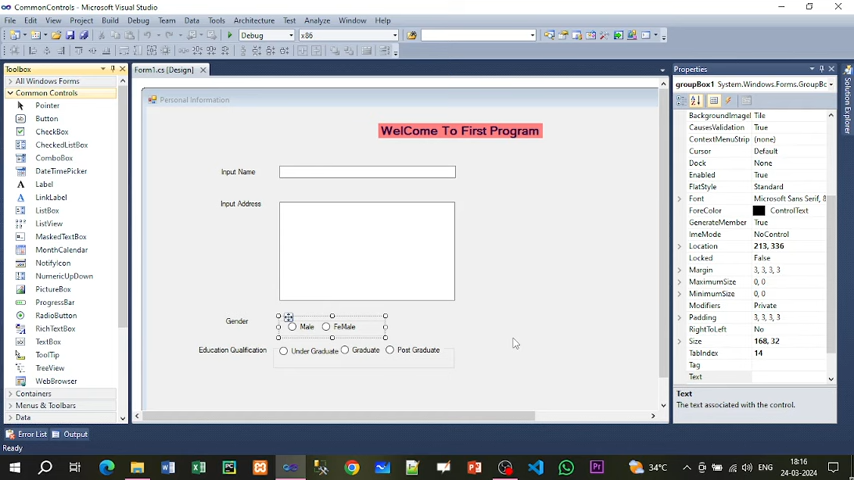 CommonControls - Microsoft Visual Studio
File Edit View Project Build Debug Team Data Tools Architecture Test Analyze Window Help
Debug x86
Toolbox
All Windows Forms
Common Controls
Pointer
Button
CheckBox
CheckedListBox
ComboBox
DateTimePicker
Label
LinkLabel
ListBox
ListView
MaskedTextBox
MonthCalendar
NotifyIcon
NumericUpDown
PictureBox
ProgressBar
RadioButton
RichTextBox
TextBox
ToolTip
TreeView
WebBrowser
Containers
Menus & Toolbars
Data
Form1.cs [Design]
Personal Information
WelCome To First Program
Input Name
Input Address
Gender
Male FeMale
Education Qualification
Under Graduate Graduate Post Graduate
Properties
groupBox1 System.Windows.Forms.GroupBo
BackgroundImageL Tile
CausesValidation True
ContextMenuStrip (none)
Cursor Default
Dock None
Enabled True
FlatStyle Standard
Font Microsoft Sans Serif, 8
ForeColor ControlText
GenerateMember True
ImeMode NoControl
Location 213, 336
Locked False
Margin 3, 3, 3, 3
MaximumSize 0, 0
MinimumSize 0, 0
Modifiers Private
Padding 3, 3, 3, 3
RightToLeft No
Size 168, 32
TabIndex 14
Tag
Text
Text
The text associated with the control.
Solution Explorer
Error List Output
Ready
34°C
ENG
18:16
24-03-2024